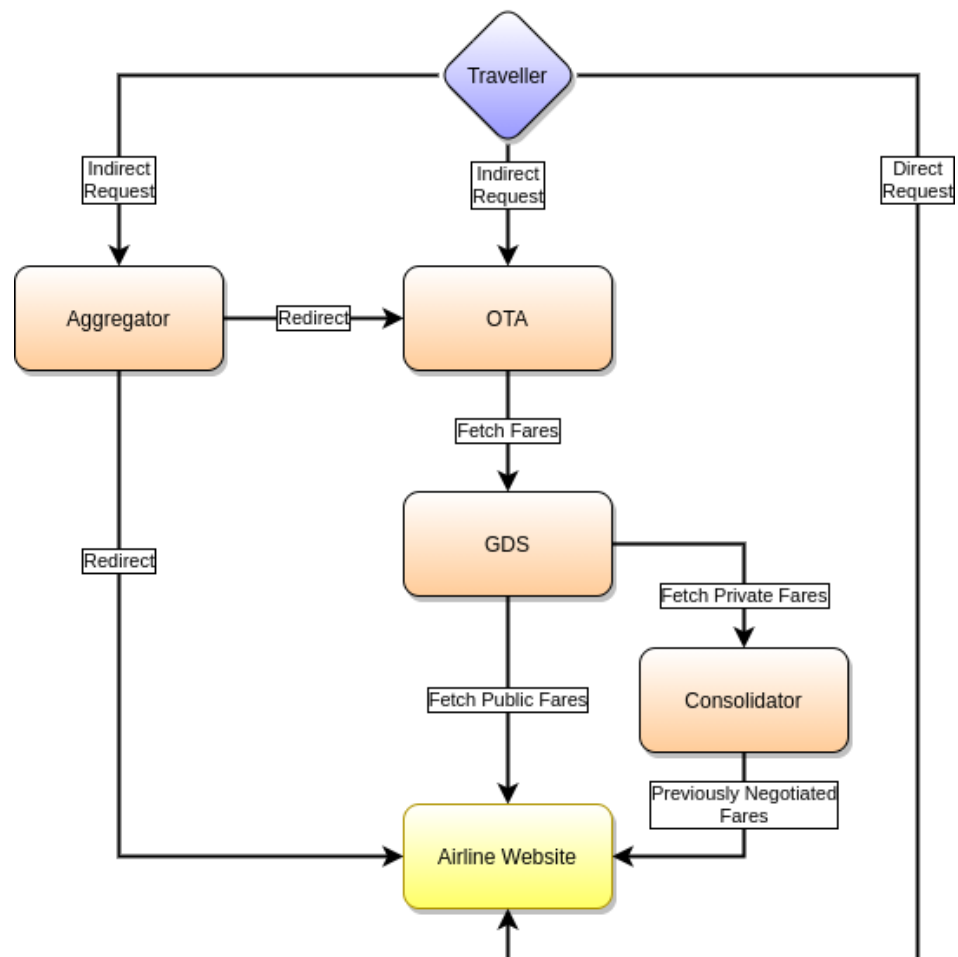 Traveller
Indirect
Request
Indirect
Request
Direct
Request
Aggregator
Redirect
OTA
Fetch Fares
GDS
Redirect
Fetch Private Fares
Fetch Public Fares
Consolidator
Previously Negotiated
Fares
Airline Website